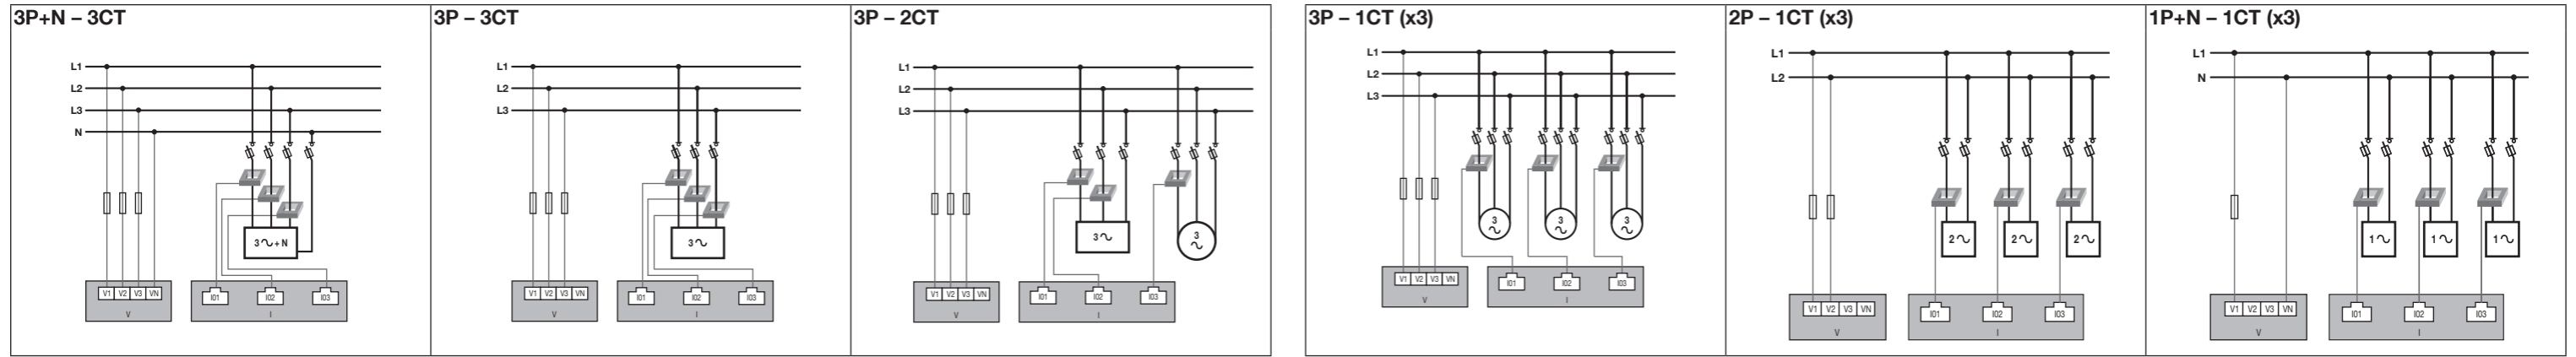 3P+N – 3CT
L1
L2
L3
N
3∿+N
V1 V2 V3 VN
V
I01 I02 I03
I
3P – 3CT
L1
L2
L3
3∿
V1 V2 V3 VN
V
I01 I02 I03
I
3P – 2CT
L1
L2
L3
3∿
3
∿
V1 V2 V3 VN
V
I01 I02 I03
I
3P – 1CT (x3)
L1
L2
L3
3 3 3
∿ ∿ ∿
V1 V2 V3 VN
V
I01 I02 I03
I
2P – 1CT (x3)
L1
L2
2∿ 2∿ 2∿
V1 V2 V3 VN
V
I01 I02 I03
I
1P+N – 1CT (x3)
L1
N
1∿ 1∿ 1∿
V1 V2 V3 VN
V
I01 I02 I03
I